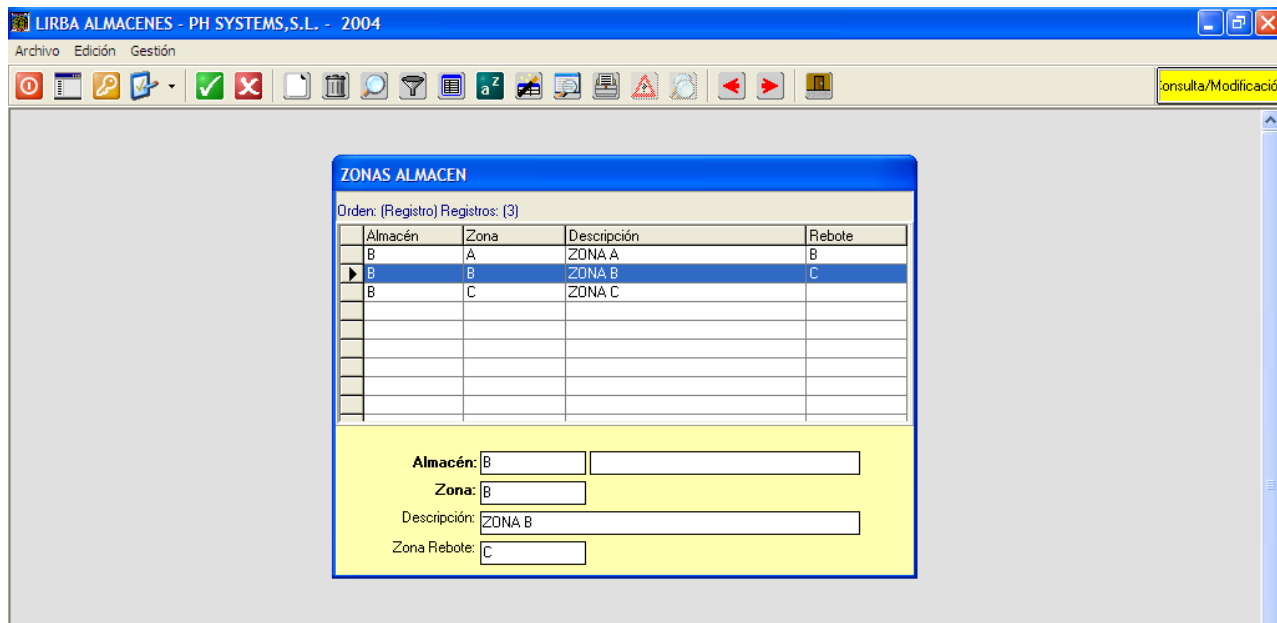 LIRBA ALMACENES - PH SYSTEMS,S.L. - 2004
Archivo Edición Gestión
onsulta/Modificació
ZONAS ALMACEN
Orden: (Registro) Registros: (3)
Almacén Zona Descripción Rebote
B A ZONA A B
B B ZONA B C
B C ZONA C
Almacén: B
Zona: B
Descripción: ZONA B
Zona Rebote: C